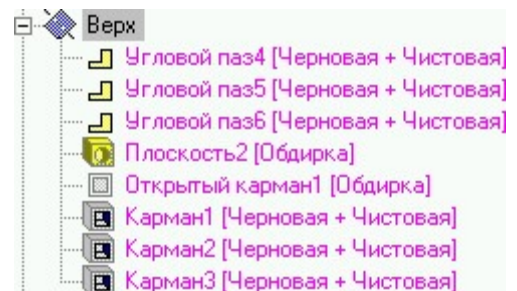 Верх
Угловой паз4 [Черновая + Чистовая]
Угловой паз5 [Черновая + Чистовая]
Угловой паз6 [Черновая + Чистовая]
Плоскость2 [Обдирка]
Открытый карман1 [Обдирка]
Карман1 [Черновая + Чистовая]
Карман2 [Черновая + Чистовая]
Карман3 [Черновая + Чистовая]